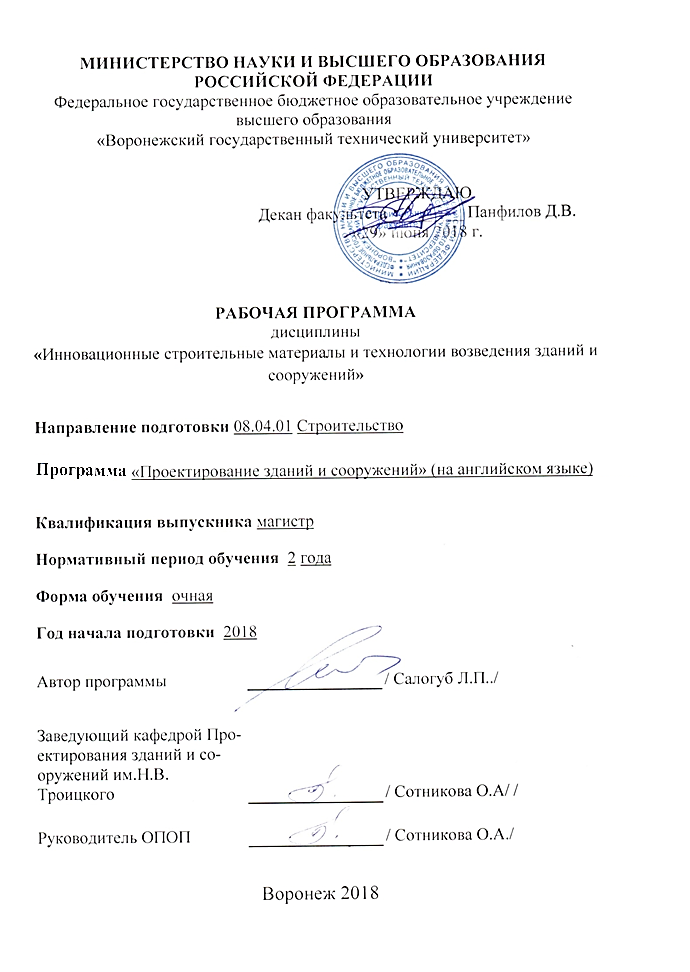 МИНИСТЕРСТВО НАУКИ И ВЫСШЕГО ОБРАЗОВАНИЯ
РОССИЙСКОЙ ФЕДЕРАЦИИ
Федеральное государственное бюджетное образовательное учреждение
высшего образования
«Воронежский государственный технический университет»
УТВЕРЖДАЮ
Декан факультета Панфилов Д.В.
июня 2018 г.
РАБОЧАЯ ПРОГРАММА
дисциплины
«Инновационные строительные материалы и технологии возведения зданий и
сооружений»
Направление подготовки 08.04.01 Строительство
Программа «Проектирование зданий и сооружений» (на английском языке)
Квалификация выпускника магистр
Нормативный период обучения 2 года
Форма обучения очная
Год начала подготовки 2018
Автор программы / Салогуб Л.П../
Заведующий кафедрой Про-
ектирования зданий и со-
оружений им.Н.В.
Троицкого / Сотникова О.А/ /
Руководитель ОПОП / Сотникова О.А./
Воронеж 2018